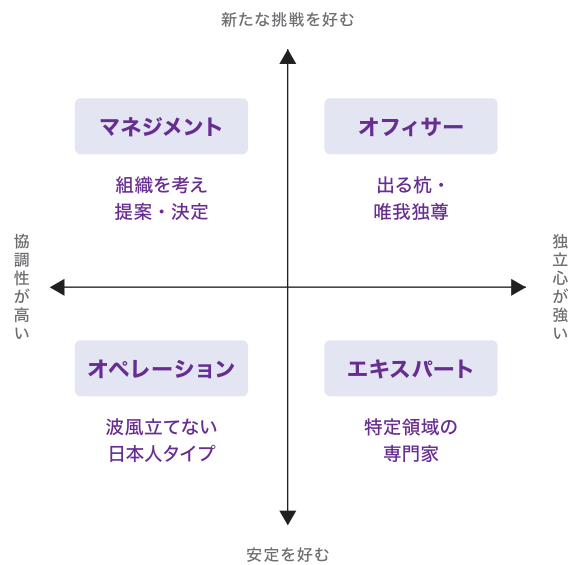 新たな挑戦を好む
マネジメント
組織を考え
提案・決定
オフィサー
出る杭・
唯我独尊
協調性が高い
独立心が強い
オペレーション
波風立てない
日本人タイプ
エキスパート
特定領域の
専門家
安定を好む